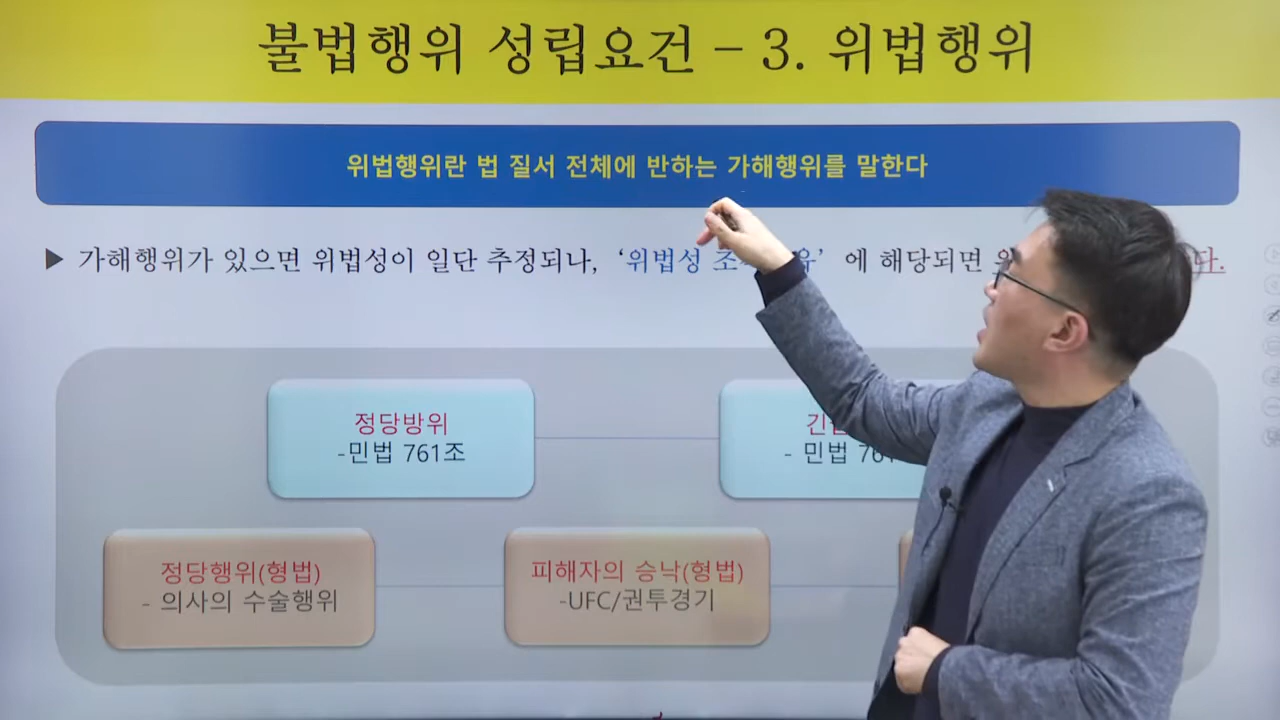 불법행위 성립요건 – 3. 위법행위
위법행위란 법 질서 전체에 반하는 가해행위를 말한다
▶ 가해행위가 있으면 위법성이 일단 추정되나, ‘위법성 ’ 에 해당되면
정당방위
-민법 761조
- 민법
정당행위(형법)
- 의사의 수술행위
피해자의 승낙(형법)
-UFC/권투경기